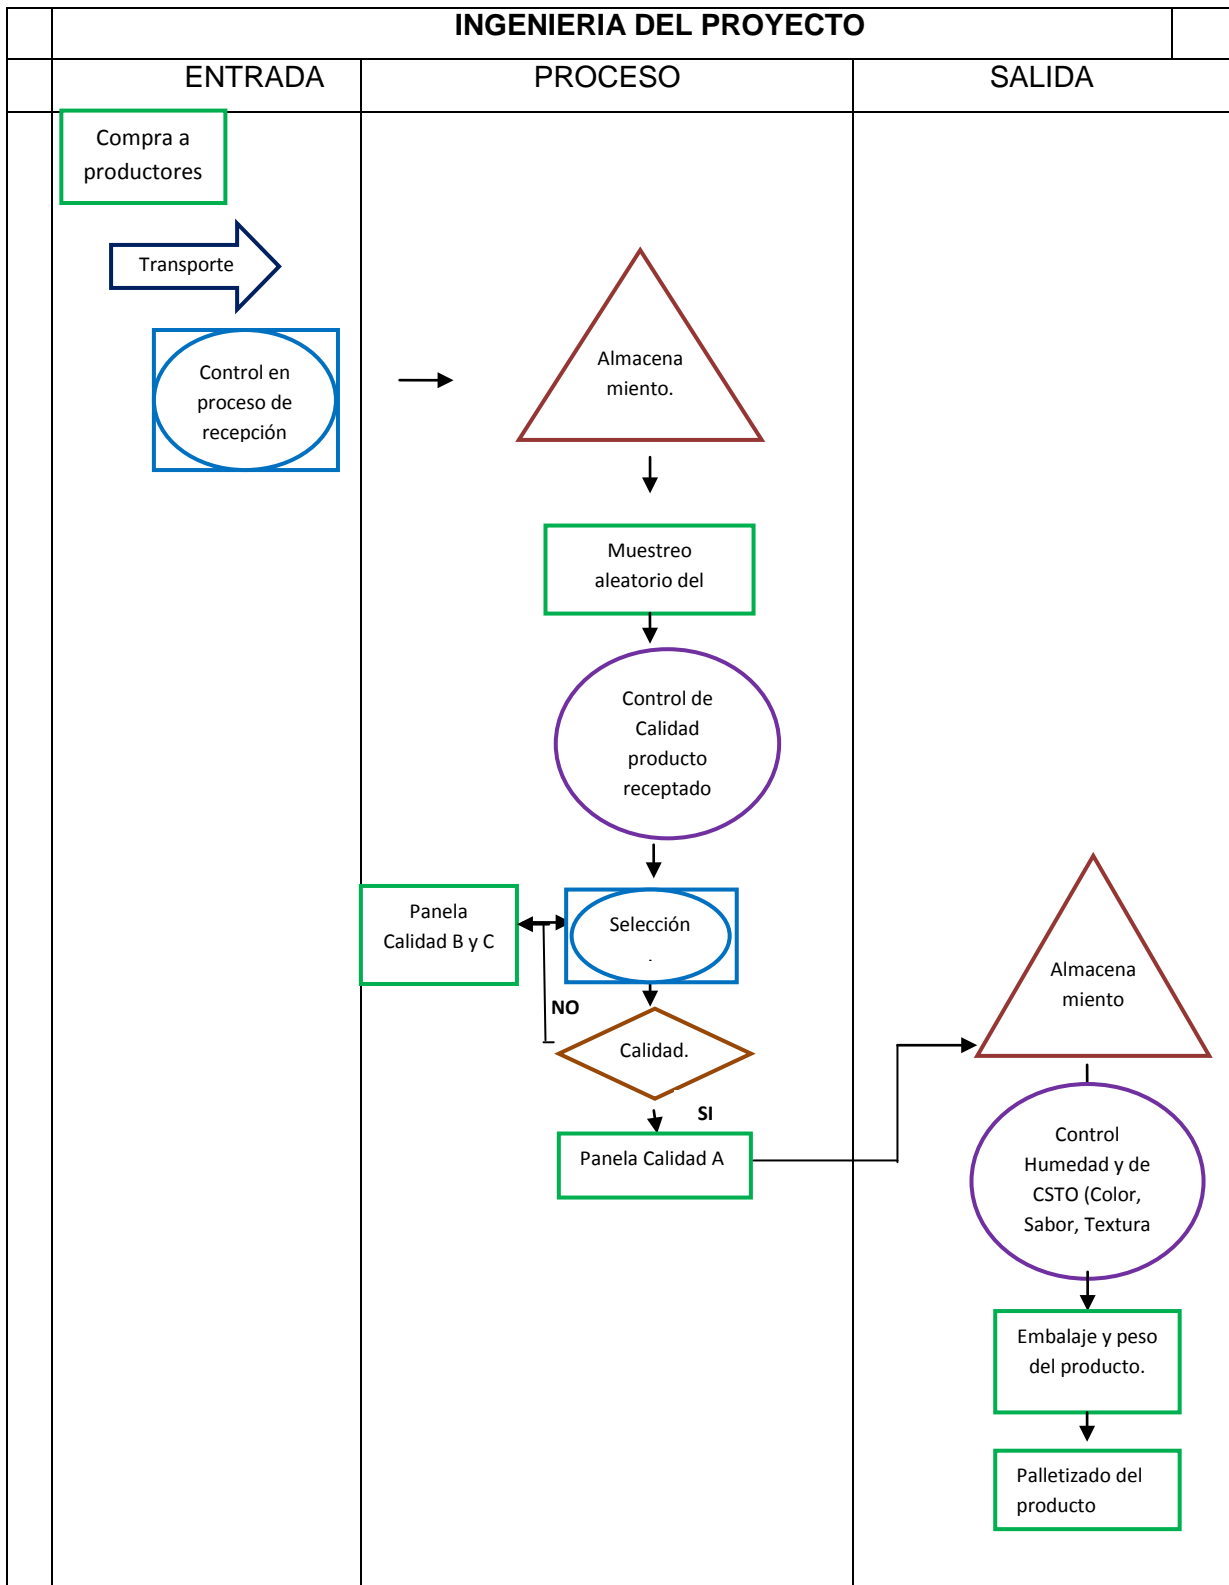 INGENIERIA DEL PROYECTO
ENTRADA
PROCESO
SALIDA
Compra a
productores
Transporte
Control en
proceso de
recepción
Almacena
miento.
Muestreo
aleatorio del
Control de
Calidad
producto
receptado
Panela
Calidad B y C
Selección
.
NO
Calidad.
SI
Panela Calidad A
Almacena
miento
Control
Humedad y de
CSTO (Color,
Sabor, Textura
Embalaje y peso
del producto.
Palletizado del
producto